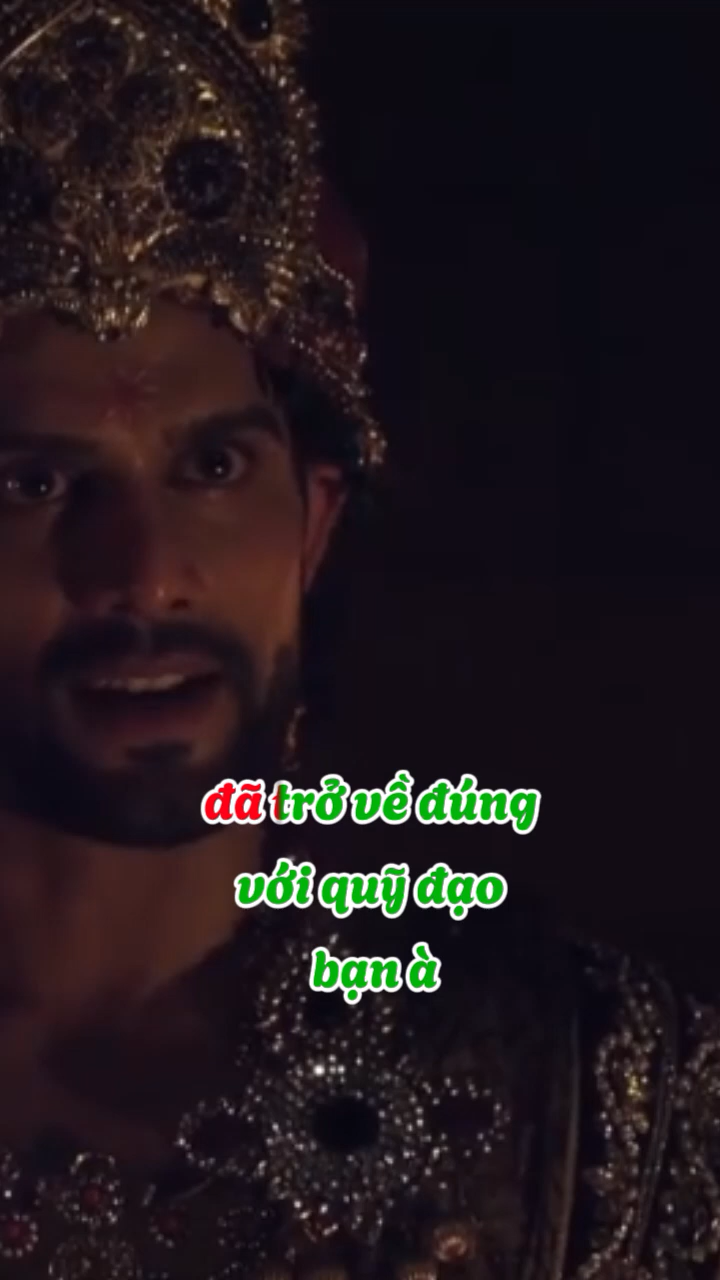 đã trở về đúng
với quỹ đạo
bạn à